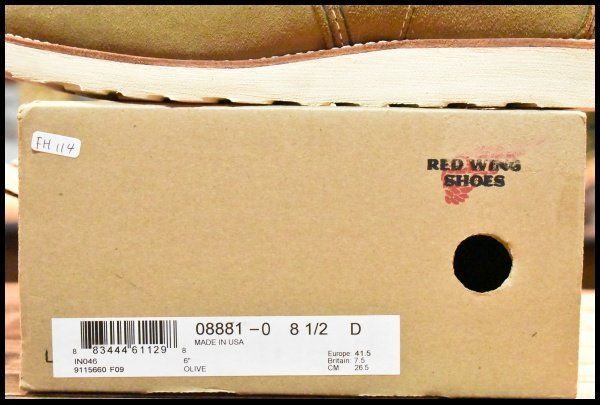 FH 114
RED WING
SHOES
08881-0 8 1/2 D
MADE IN USA
8 83444 61129 8
IN046 6" Europe: 41.5
Britain: 7.5
9115660 F09 OLIVE CM 26.5